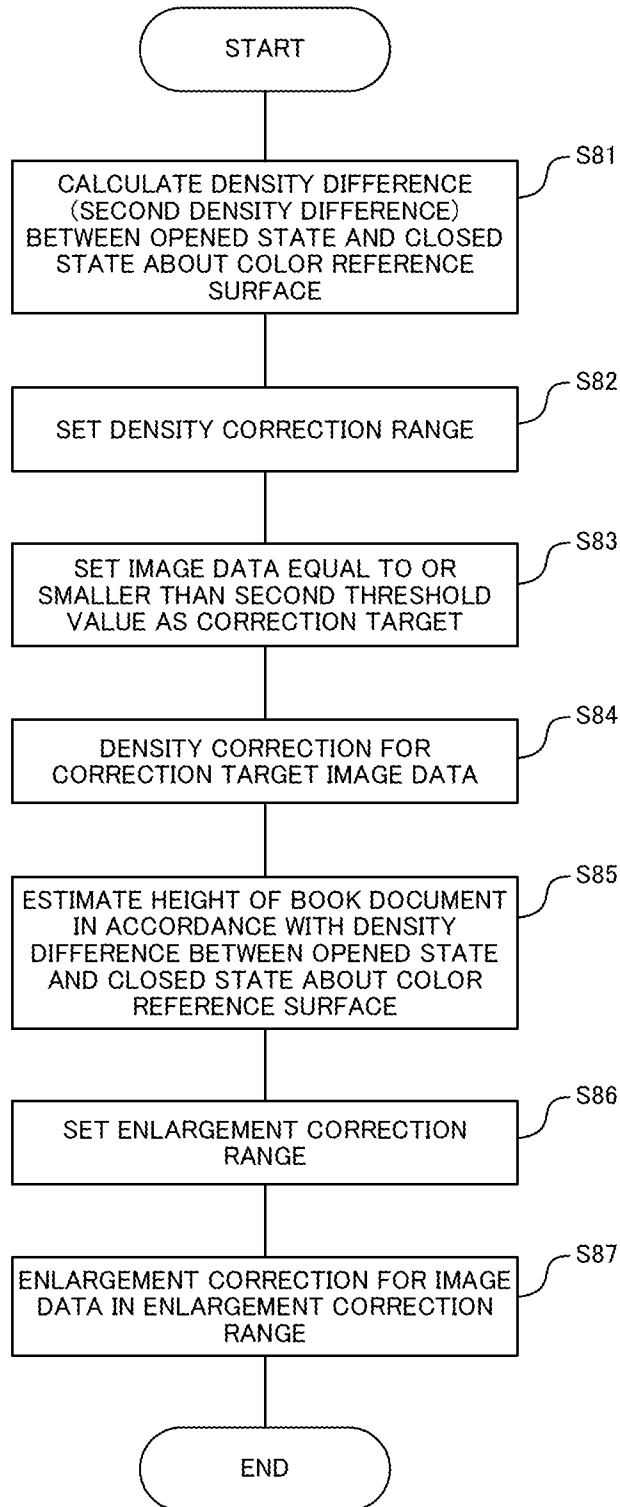 START
S81
CALCULATE DENSITY DIFFERENCE
(SECOND DENSITY DIFFERENCE)
BETWEEN OPENED STATE AND CLOSED
STATE ABOUT COLOR REFERENCE
SURFACE
S82
SET DENSITY CORRECTION RANGE
S83
SET IMAGE DATA EQUAL TO OR
SMALLER THAN SECOND THRESHOLD
VALUE AS CORRECTION TARGET
S84
DENSITY CORRECTION FOR
CORRECTION TARGET IMAGE DATA
S85
ESTIMATE HEIGHT OF BOOK DOCUMENT
IN ACCORDANCE WITH DENSITY
DIFFERENCE BETWEEN OPENED STATE
AND CLOSED STATE ABOUT COLOR
REFERENCE SURFACE
S86
SET ENLARGEMENT CORRECTION
RANGE
S87
ENLARGEMENT CORRECTION FOR IMAGE
DATA IN ENLARGEMENT CORRECTION
RANGE
END